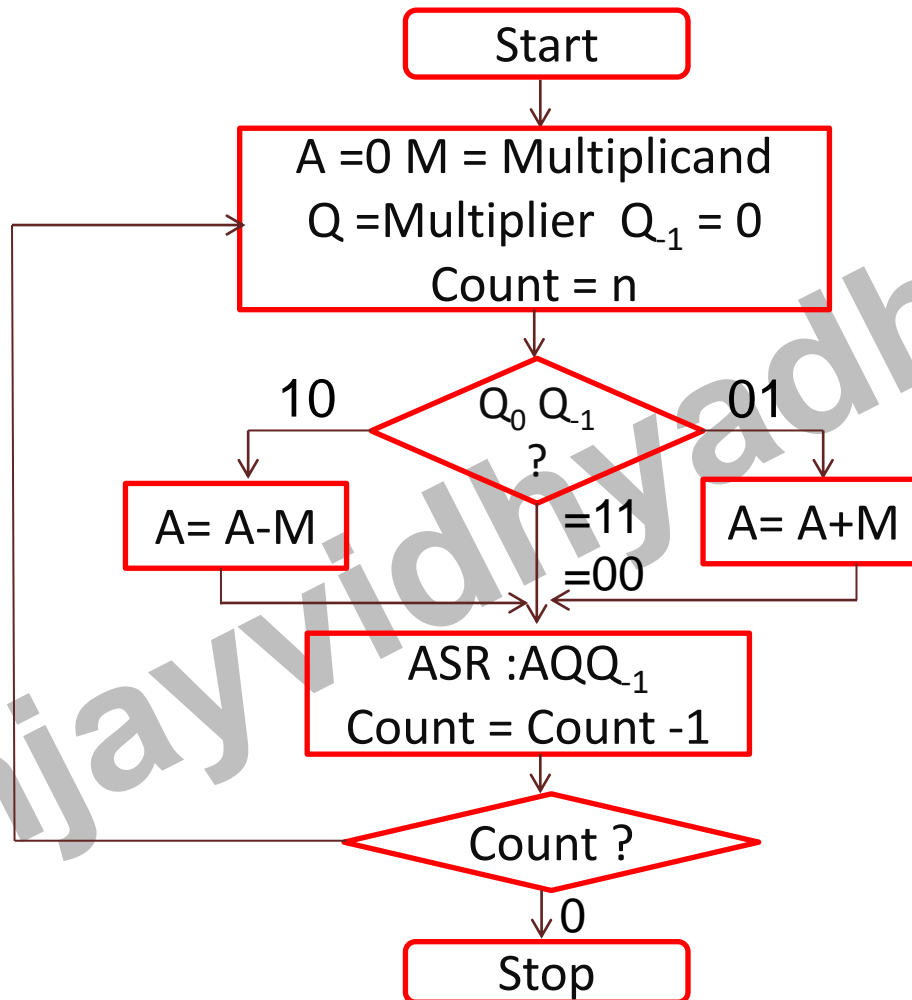 Start
A =0 M = Multiplicand
Q =Multiplier Q₋₁ = 0
Count = n
10
Q₀ Q₋₁
?
01
A= A-M
=11
=00
A= A+M
ASR :AQQ₋₁
Count = Count -1
Count ?
0
Stop
njayvidhyadh